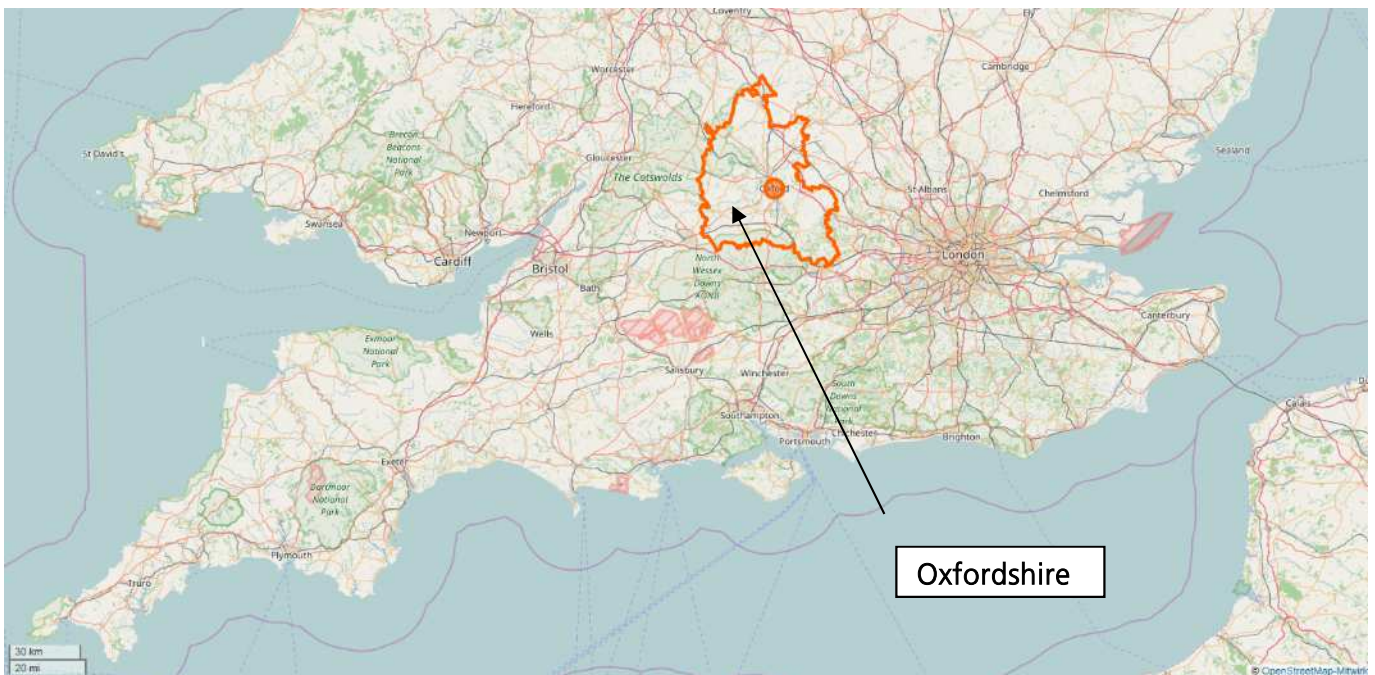 Coventry
Ely
Worcester
Cambridge
Hereford
Brecon
Beacons
National
Park
St David's
Gloucester
The Cotswolds
Oxford
St Albans
Chelmsford
Sealand
Swansea
Newport
Cardiff
Bristol
London
North
Wessex
Downs
AONB
Bath
Canterbury
Wells
Exmoor
National
Park
Salisbury
Winchester
South
Downs
National
Park
Southampton
Calais
Portsmouth
Chichester
Brighton
Exeter
Dartmoor
National
Park
Plymouth
Oxfordshire
Truro
30 km
20 mi
© OpenStreetMap-Mitwirk